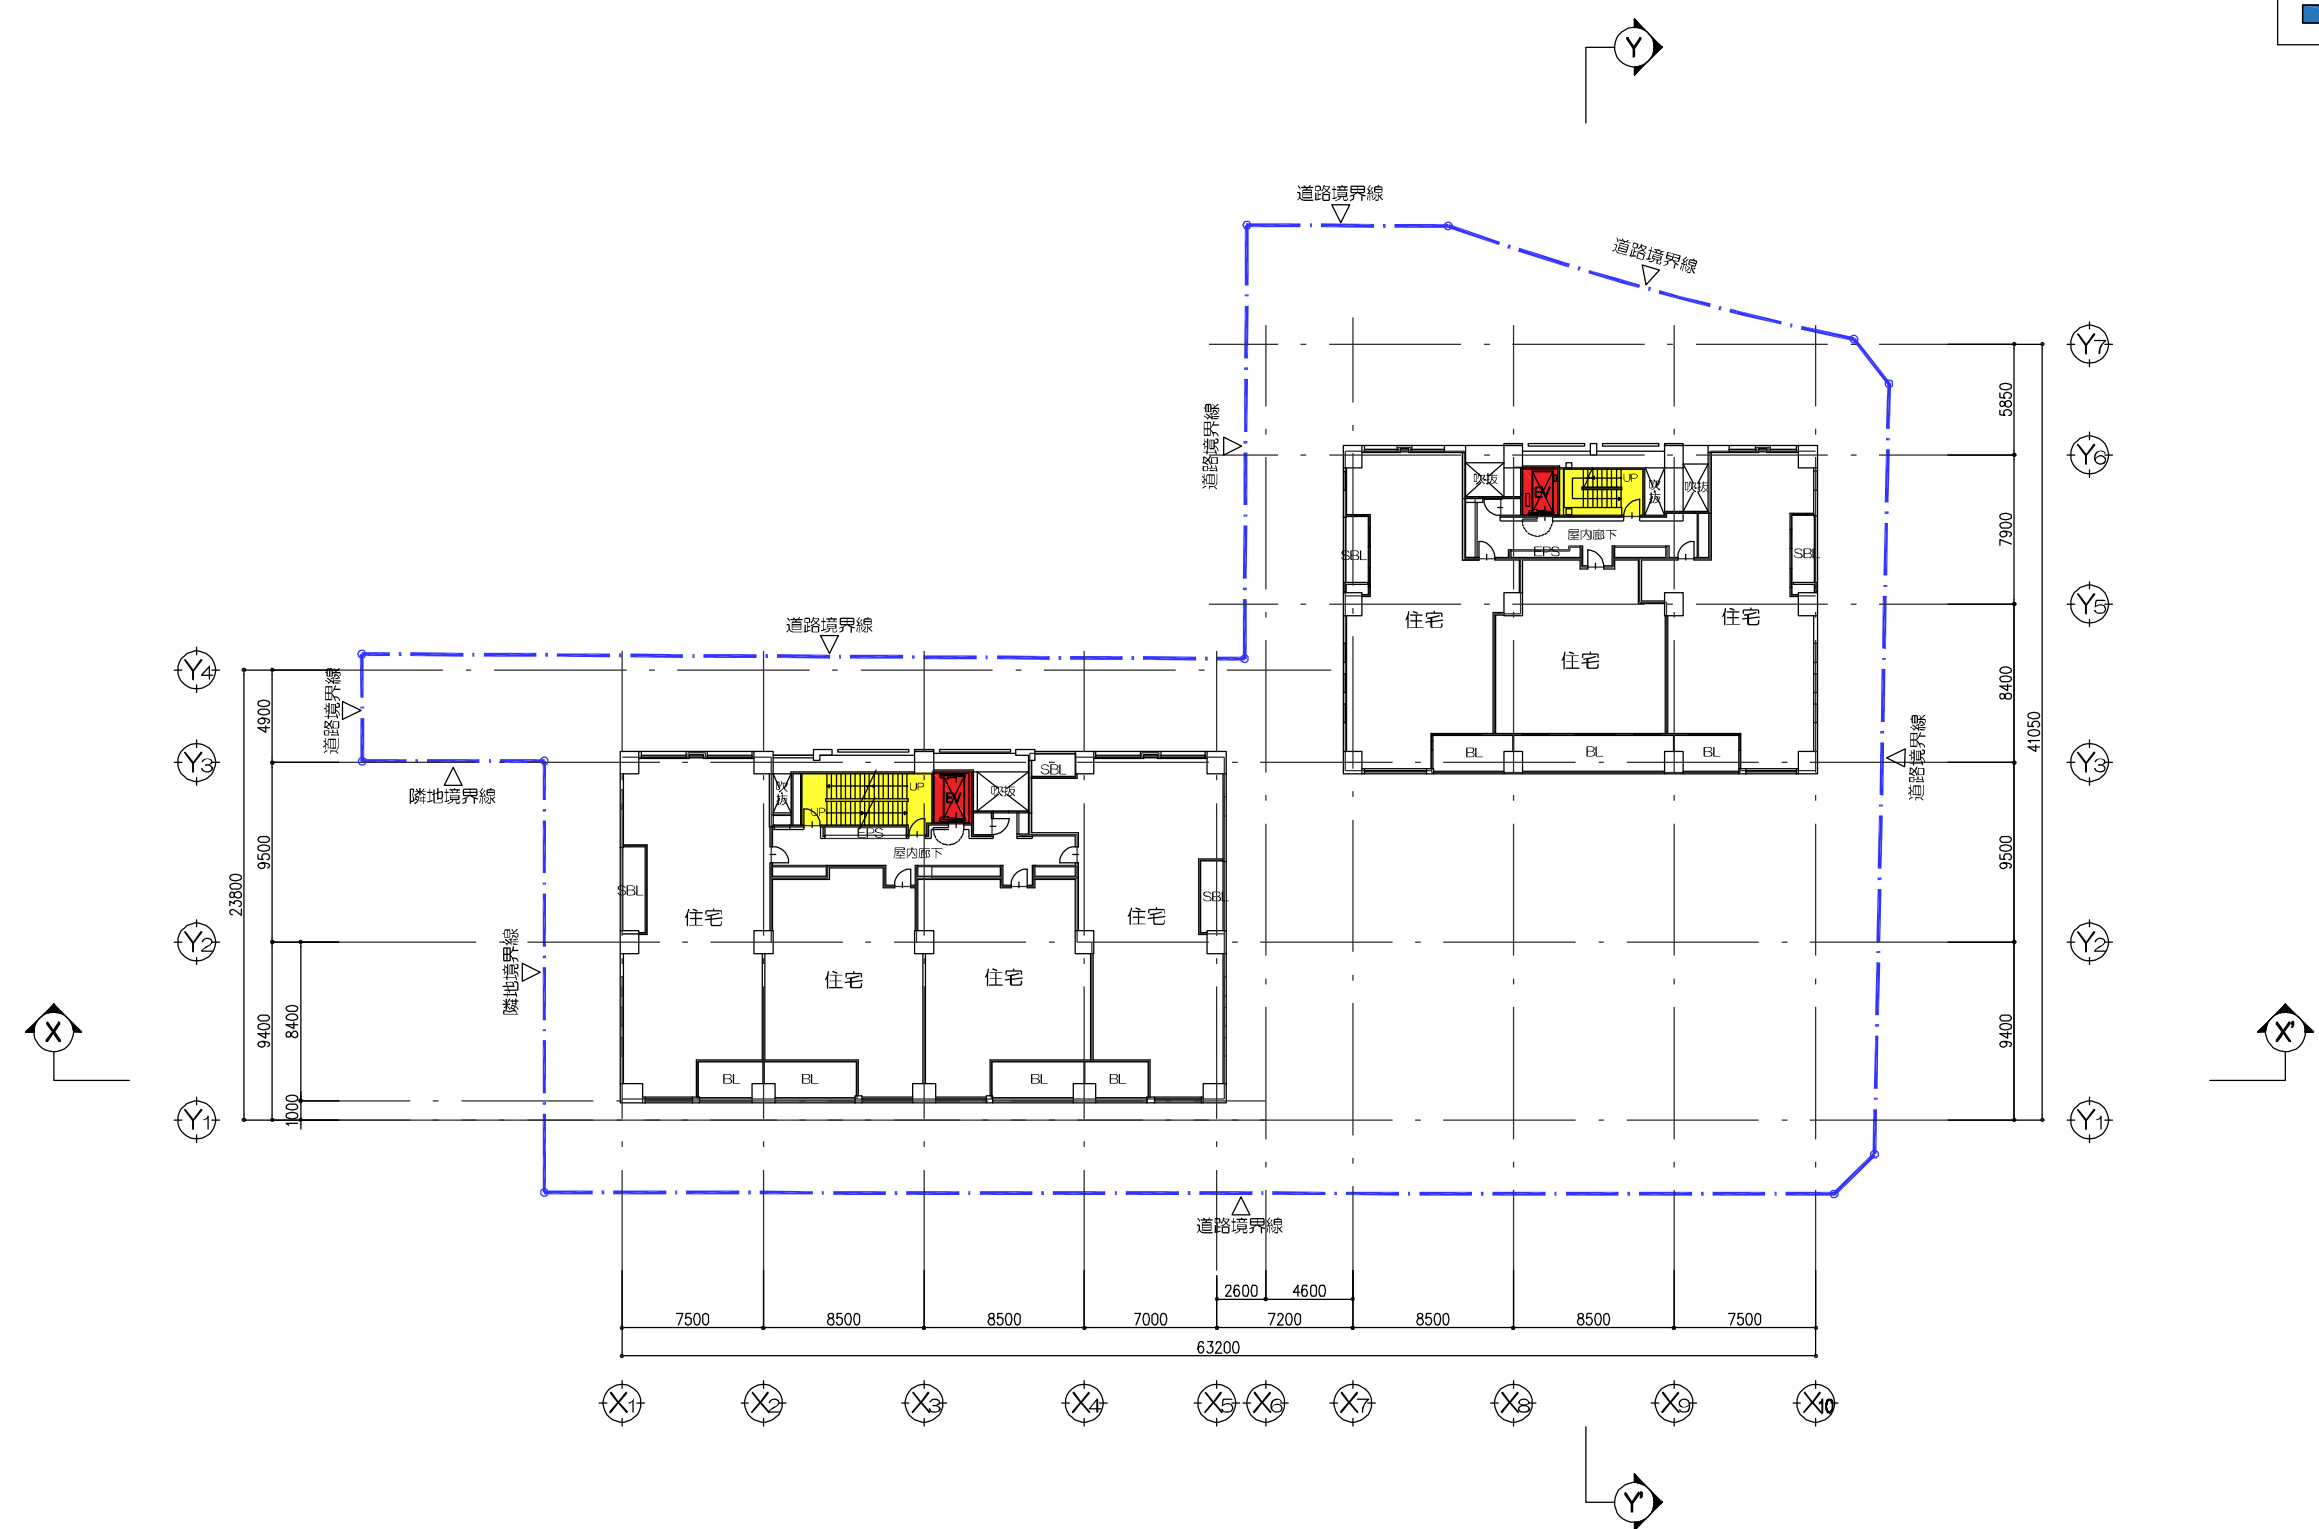 Y
道路境界線
道路境界線
Y7
5850
道路境界線
Y6
吹抜
EV
UP
吹抜
吹抜
7900
屋内廊下
EPS
SBL
SBL
Y5
住宅
住宅
道路境界線
住宅
Y4
道路境界線
4900
8400
41050
BL
BL
BL
道路境界線
Y3
Y3
隣地境界線
SBL
吹抜
UP
UP
EV
吹抜
EPS
屋内廊下
9500
9500
23800
SBL
SBL
住宅
住宅
Y2
Y2
隣地境界線
住宅
住宅
X
9400
8400
9400
X'
BL
BL
BL
BL
1000
Y1
Y1
道路境界線
2600
4600
7500
8500
8500
7000
7200
8500
8500
7500
63200
X1
X2
X3
X4
X5
X6
X7
X8
X9
X10
Y'